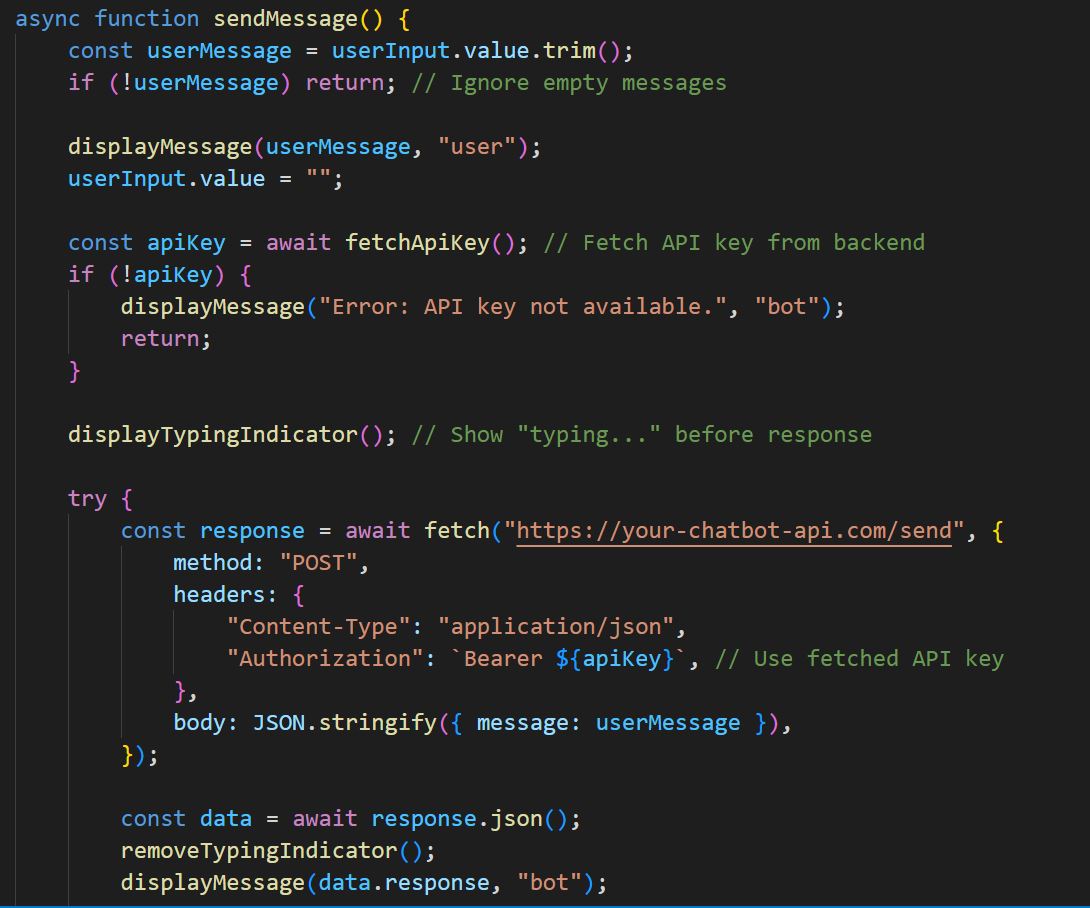 async function sendMessage() {
const userMessage = userInput.value.trim();
if (!userMessage) return; // Ignore empty messages
displayMessage(userMessage, "user");
userInput.value = "";
const apiKey = await fetchApiKey(); // Fetch API key from backend
if (!apiKey) {
displayMessage("Error: API key not available.", "bot");
return;
}
displayTypingIndicator(); // Show "typing..." before response
try {
const response = await fetch("https://your-chatbot-api.com/send", {
method: "POST",
headers: {
"Content-Type": "application/json",
"Authorization": `Bearer ${apiKey}`, // Use fetched API key
},
body: JSON.stringify({ message: userMessage }),
});
const data = await response.json();
removeTypingIndicator();
displayMessage(data.response, "bot");